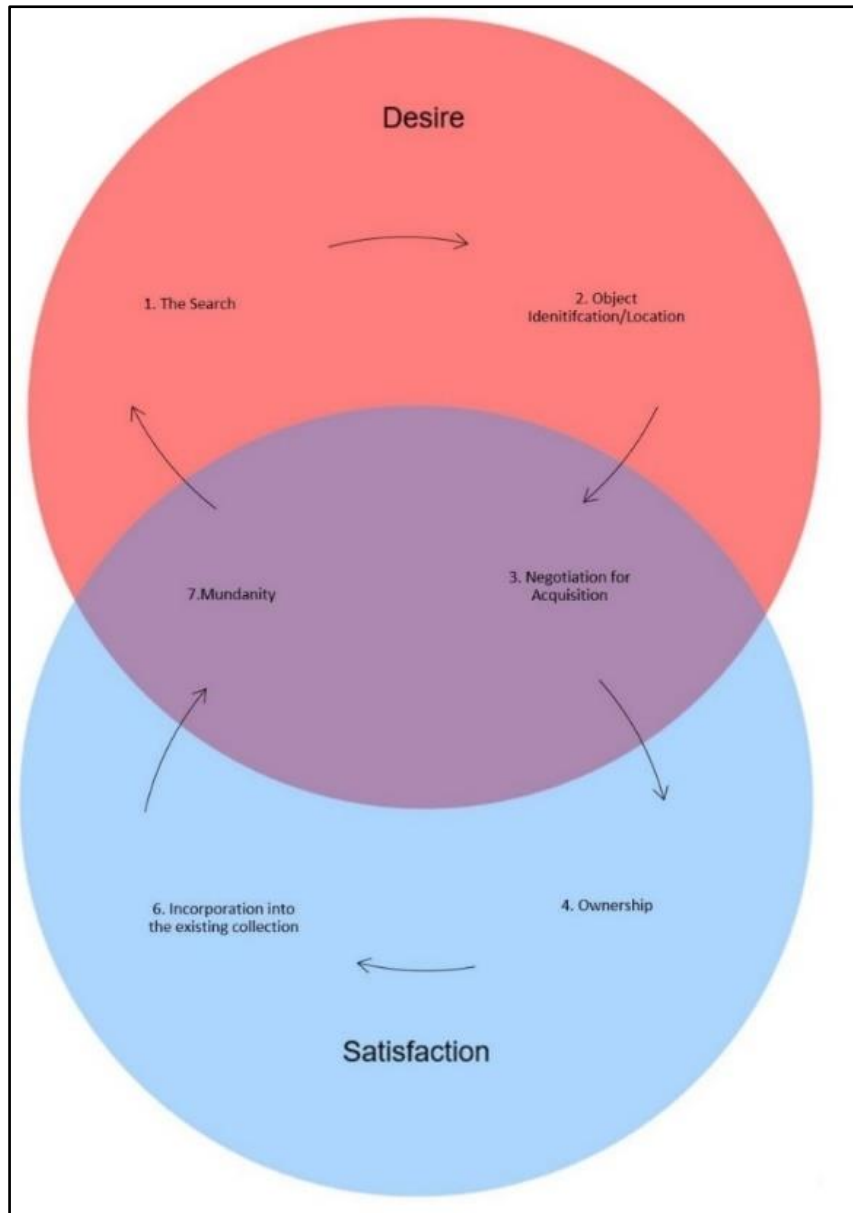 Desire
1. The Search
2. Object
Idenitifcation/Location
3. Negotiation for
Acquisition
7.Mundanity
4. Ownership
6. Incorporation into
the existing collection
Satisfaction